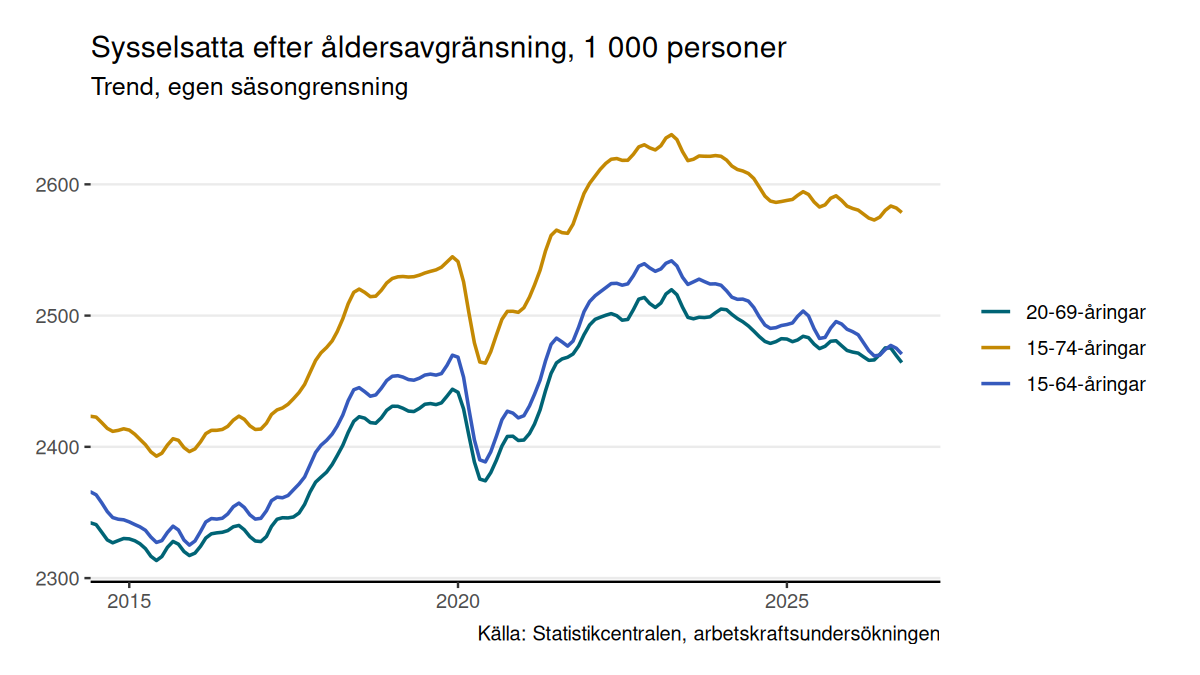 Sysselsatta efter åldersavgränsning, 1 000 personer
Trend, egen säsongrensning
2600
2500
2400
2300
2015
2020
2025
20-69-åringar
15-74-åringar
15-64-åringar
Källa: Statistikcentralen, arbetskraftsundersökningen